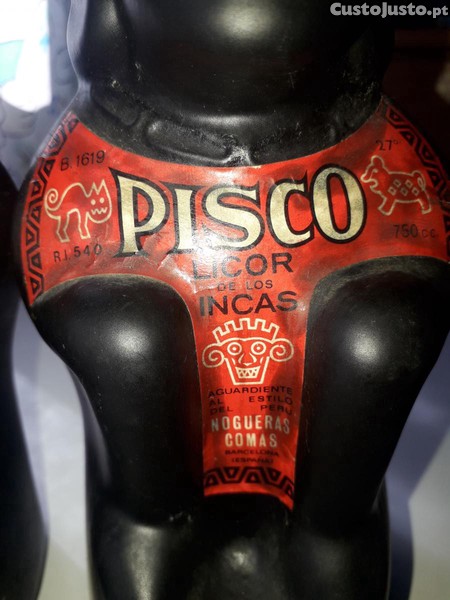 CustoJusto.pt
B 1619
27°
PISCO
R.I. 540
750 c.c.
LICOR
DE LOS
INCAS
AGUARDIENTE
AL ESTILO
DEL PERU
NOGUERAS
COMAS
BARCELONA
(ESPAÑA)